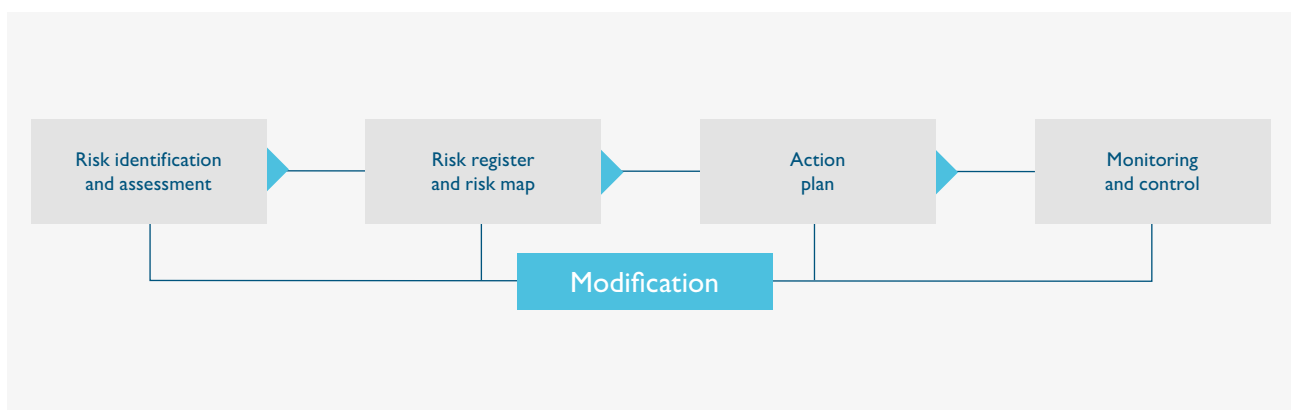 Risk identification
and assessment
Risk register
and risk map
Action
plan
Monitoring
and control
Modification